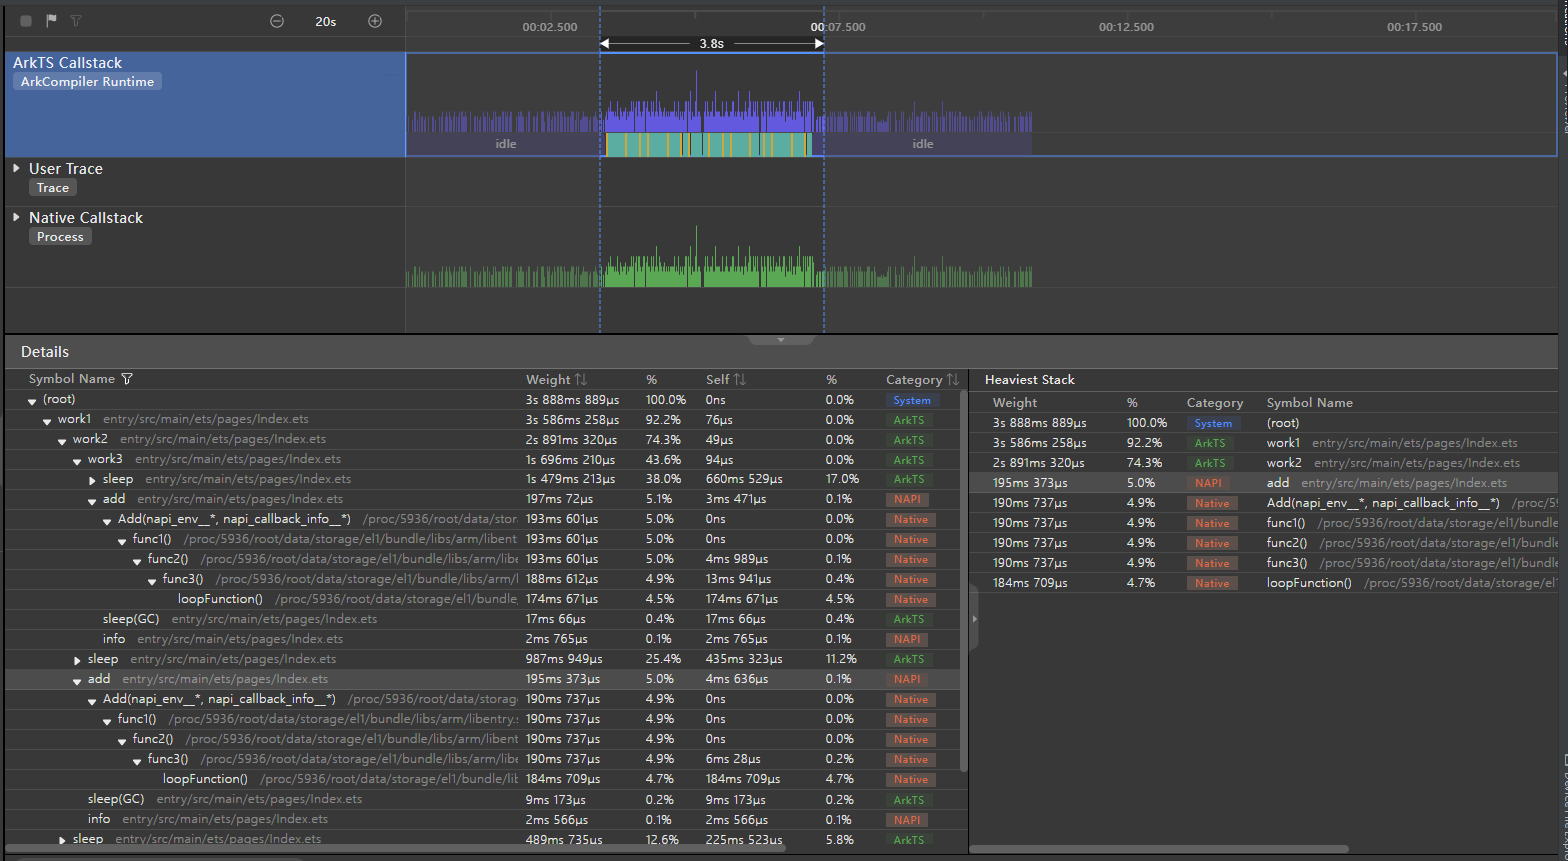 20s
00:02.500 00:07.500 00:12.500 00:17.500
3.8s
ArkTS Callstack
ArkCompiler Runtime
idle idle
User Trace
Trace
Native Callstack
Process
Details
Symbol Name Weight % Self % Category
(root) 3s 888ms 889µs 100.0% 0ns 0.0% System
work1 entry/src/main/ets/pages/Index.ets 3s 586ms 258µs 92.2% 76µs 0.0% ArkTS
work2 entry/src/main/ets/pages/Index.ets 2s 891ms 320µs 74.3% 49µs 0.0% ArkTS
work3 entry/src/main/ets/pages/Index.ets 1s 696ms 210µs 43.6% 94µs 0.0% ArkTS
sleep entry/src/main/ets/pages/Index.ets 1s 479ms 213µs 38.0% 660ms 529µs 17.0% ArkTS
add entry/src/main/ets/pages/Index.ets 197ms 72µs 5.1% 3ms 471µs 0.1% NAPI
Add(napi_env__*, napi_callback_info__*) /proc/5936/root/data/stor 193ms 601µs 5.0% 0ns 0.0% Native
func1() /proc/5936/root/data/storage/el1/bundle/libs/arm/libent 193ms 601µs 5.0% 0ns 0.0% Native
func2() /proc/5936/root/data/storage/el1/bundle/libs/arm/libe 193ms 601µs 5.0% 4ms 989µs 0.1% Native
func3() /proc/5936/root/data/storage/el1/bundle/libs/arm/l 188ms 612µs 4.9% 13ms 941µs 0.4% Native
loopFunction() /proc/5936/root/data/storage/el1/bundle, 174ms 671µs 4.5% 174ms 671µs 4.5% Native
sleep(GC) entry/src/main/ets/pages/Index.ets 17ms 66µs 0.4% 17ms 66µs 0.4% ArkTS
info entry/src/main/ets/pages/Index.ets 2ms 765µs 0.1% 2ms 765µs 0.1% NAPI
sleep entry/src/main/ets/pages/Index.ets 987ms 949µs 25.4% 435ms 323µs 11.2% ArkTS
add entry/src/main/ets/pages/Index.ets 195ms 373µs 5.0% 4ms 636µs 0.1% NAPI
Add(napi_env__*, napi_callback_info__*) /proc/5936/root/data/storag 190ms 737µs 4.9% 0ns 0.0% Native
func1() /proc/5936/root/data/storage/el1/bundle/libs/arm/libentry.s 190ms 737µs 4.9% 0ns 0.0% Native
func2() /proc/5936/root/data/storage/el1/bundle/libs/arm/libent 190ms 737µs 4.9% 0ns 0.0% Native
func3() /proc/5936/root/data/storage/el1/bundle/libs/arm/libe 190ms 737µs 4.9% 6ms 28µs 0.2% Native
loopFunction() /proc/5936/root/data/storage/el1/bundle/lib 184ms 709µs 4.7% 184ms 709µs 4.7% Native
sleep(GC) entry/src/main/ets/pages/Index.ets 9ms 173µs 0.2% 9ms 173µs 0.2% ArkTS
info entry/src/main/ets/pages/Index.ets 2ms 566µs 0.1% 2ms 566µs 0.1% NAPI
sleep entry/src/main/ets/pages/Index.ets 489ms 735µs 12.6% 225ms 523µs 5.8% ArkTS
Heaviest Stack
Weight % Category Symbol Name
3s 888ms 889µs 100.0% System (root)
3s 586ms 258µs 92.2% ArkTS work1 entry/src/main/ets/pages/Index.ets
2s 891ms 320µs 74.3% ArkTS work2 entry/src/main/ets/pages/Index.ets
195ms 373µs 5.0% NAPI add entry/src/main/ets/pages/Index.ets
190ms 737µs 4.9% Native Add(napi_env__*, napi_callback_info__*) /proc/5
190ms 737µs 4.9% Native func1() /proc/5936/root/data/storage/el1/bundle
190ms 737µs 4.9% Native func2() /proc/5936/root/data/storage/el1/bundle
190ms 737µs 4.9% Native func3() /proc/5936/root/data/storage/el1/bundle
184ms 709µs 4.7% Native loopFunction() /proc/5936/root/data/storage/el1